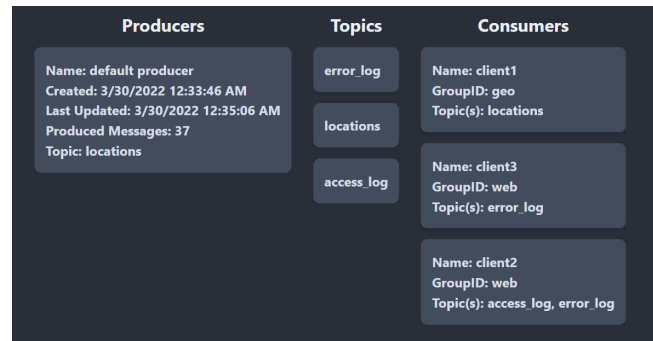 Producers
Name: default producer
Created: 3/30/2022 12:33:46 AM
Last Updated: 3/30/2022 12:35:06 AM
Produced Messages: 37
Topic: locations
Topics
error_log
locations
access_log
Consumers
Name: client1
GroupID: geo
Topic(s): locations
Name: client3
GroupID: web
Topic(s): error_log
Name: client2
GroupID: web
Topic(s): access_log, error_log